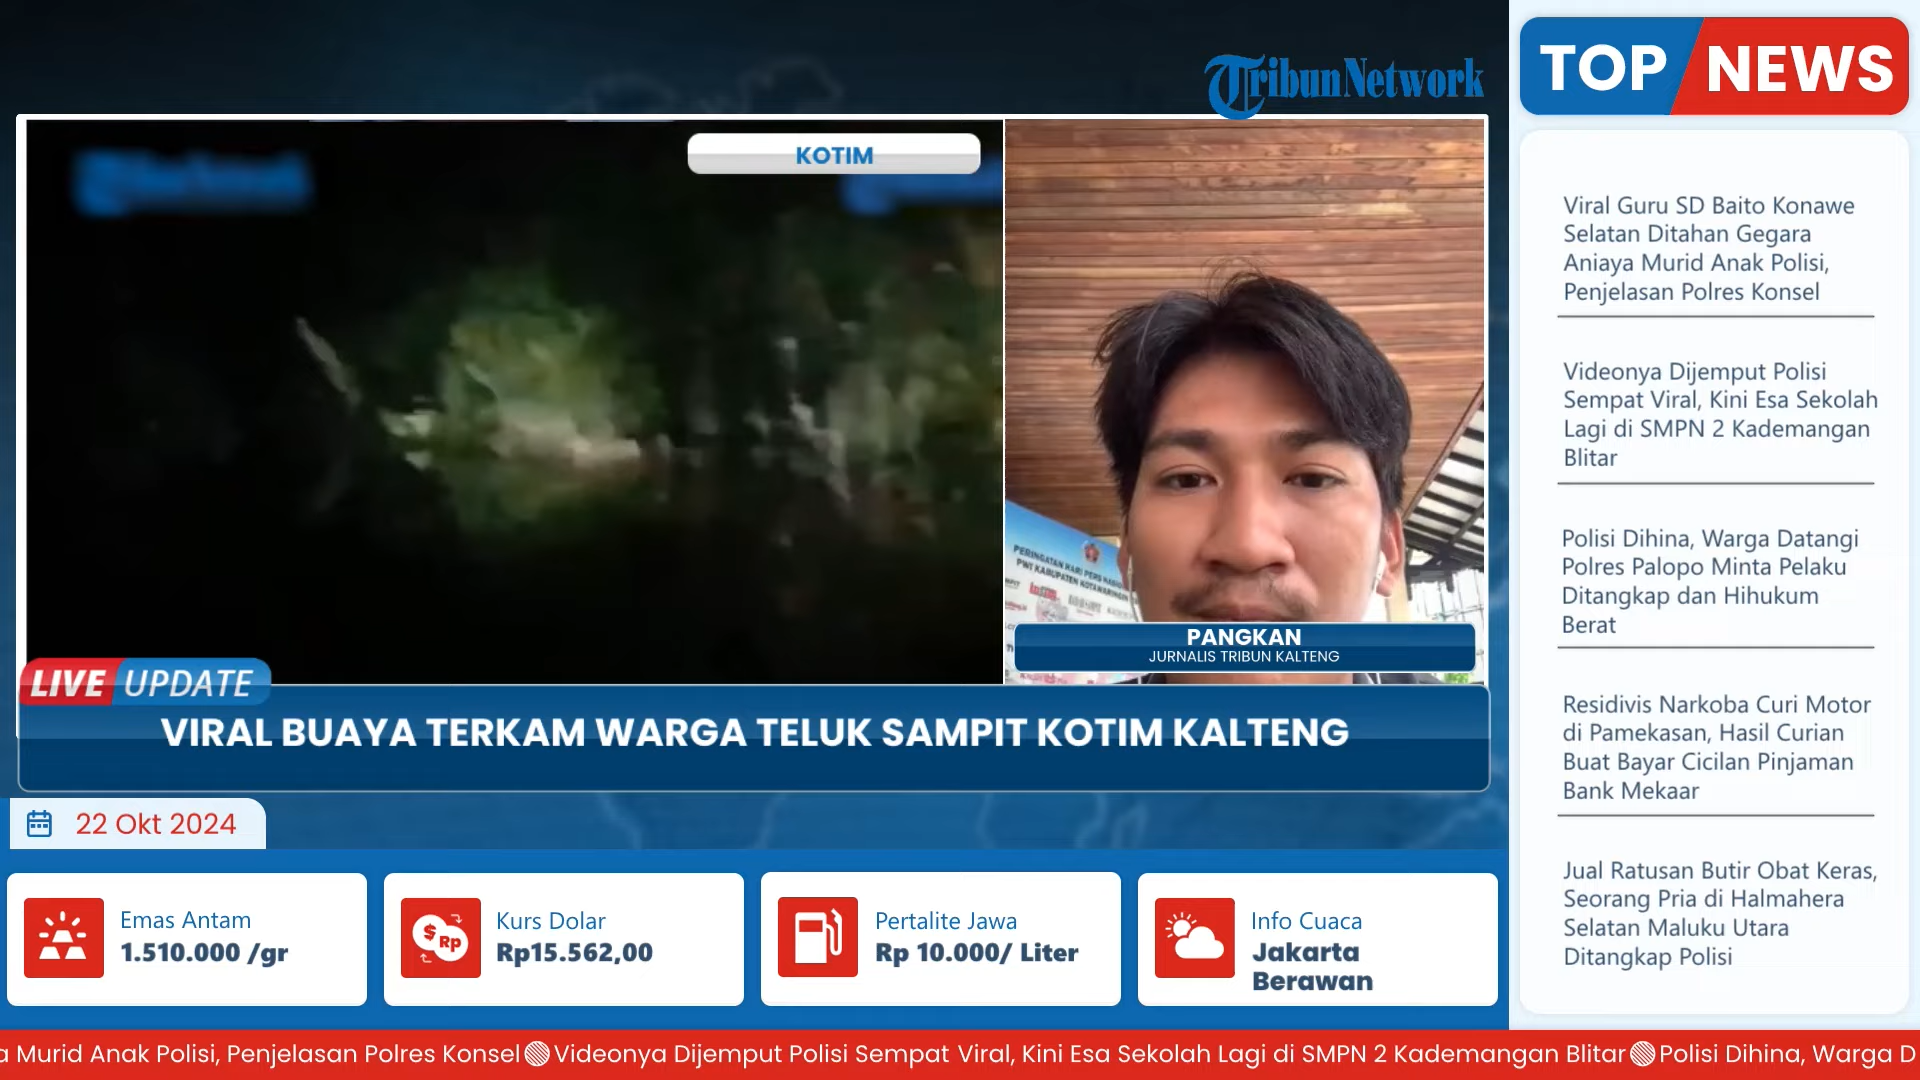 TribunNetwork
TOP NEWS
KOTIM
PERINGATAN HARI PERS NASIO
PWI KABUPATEN KOTAWARINGIN
PANGKAN
JURNALIS TRIBUN KALTENG
LIVE UPDATE
VIRAL BUAYA TERKAM WARGA TELUK SAMPIT KOTIM KALTENG
22 Okt 2024
Emas Antam
1.510.000 /gr
Kurs Dolar
Rp15.562,00
Pertalite Jawa
Rp 10.000/ Liter
Info Cuaca
Jakarta
Berawan
Viral Guru SD Baito Konawe
Selatan Ditahan Gegara
Aniaya Murid Anak Polisi,
Penjelasan Polres Konsel
Videonya Dijemput Polisi
Sempat Viral, Kini Esa Sekolah
Lagi di SMPN 2 Kademangan
Blitar
Polisi Dihina, Warga Datangi
Polres Palopo Minta Pelaku
Ditangkap dan Hihukum
Berat
Residivis Narkoba Curi Motor
di Pamekasan, Hasil Curian
Buat Bayar Cicilan Pinjaman
Bank Mekaar
Jual Ratusan Butir Obat Keras,
Seorang Pria di Halmahera
Selatan Maluku Utara
Ditangkap Polisi
a Murid Anak Polisi, Penjelasan Polres Konsel Videonya Dijemput Polisi Sempat Viral, Kini Esa Sekolah Lagi di SMPN 2 Kademangan Blitar Polisi Dihina, Warga D